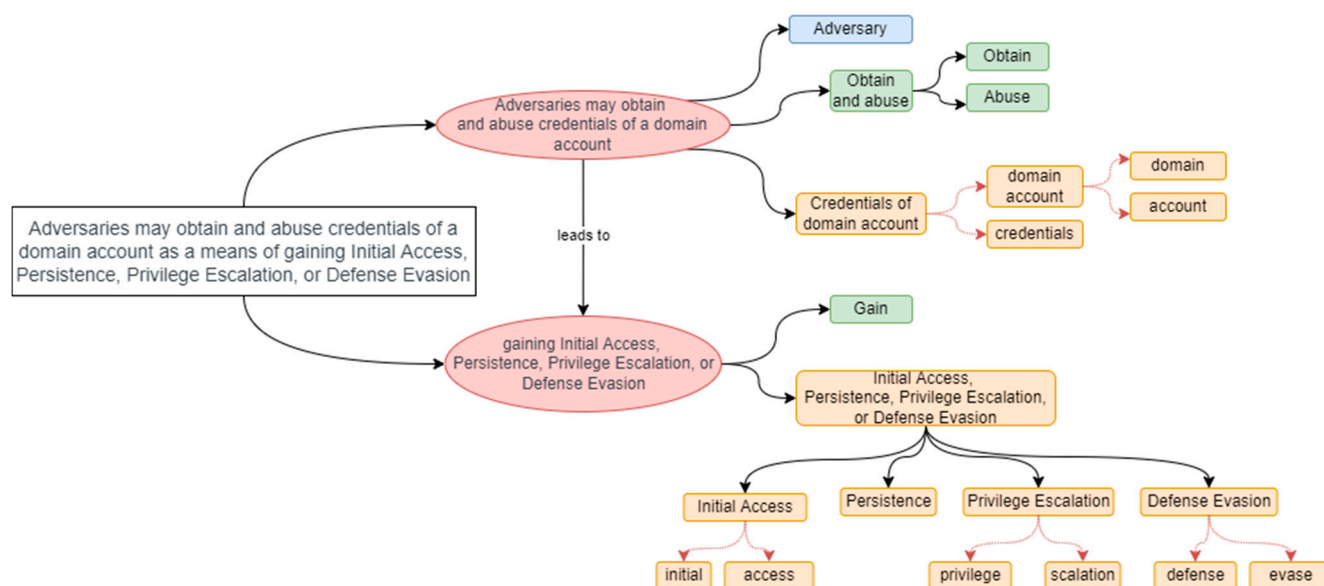 Adversaries may obtain and abuse credentials of a
domain account as a means of gaining Initial Access,
Persistence, Privilege Escalation, or Defense Evasion
Adversaries may obtain
and abuse credentials of a domain
account
leads to
gaining Initial Access,
Persistence, Privilege Escalation, or
Defense Evasion
Adversary
Obtain
and abuse
Obtain
Abuse
Credentials of
domain account
domain
account
credentials
domain
account
Gain
Initial Access,
Persistence, Privilege Escalation,
or Defense Evasion
Initial Access
Persistence
Privilege Escalation
Defense Evasion
initial
access
privilege
scalation
defense
evase